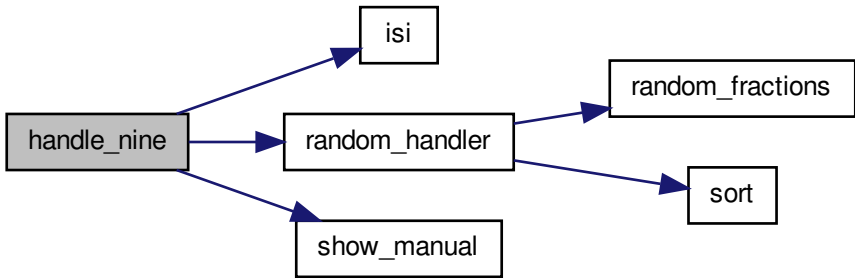 isi
random_fractions
handle_nine
random_handler
sort
show_manual